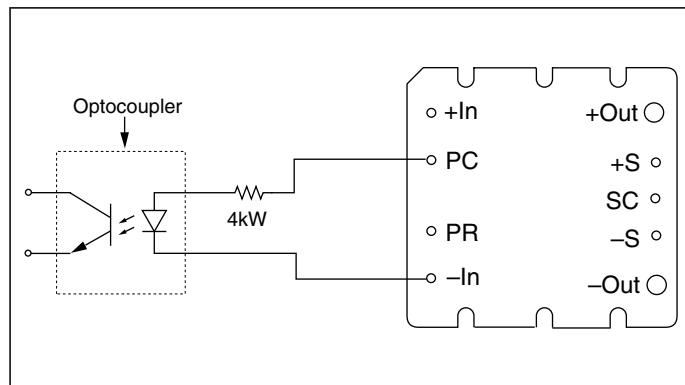 Optocoupler
4kW
+In
PC
PR
–In
+Out
+S
SC
–S
–Out